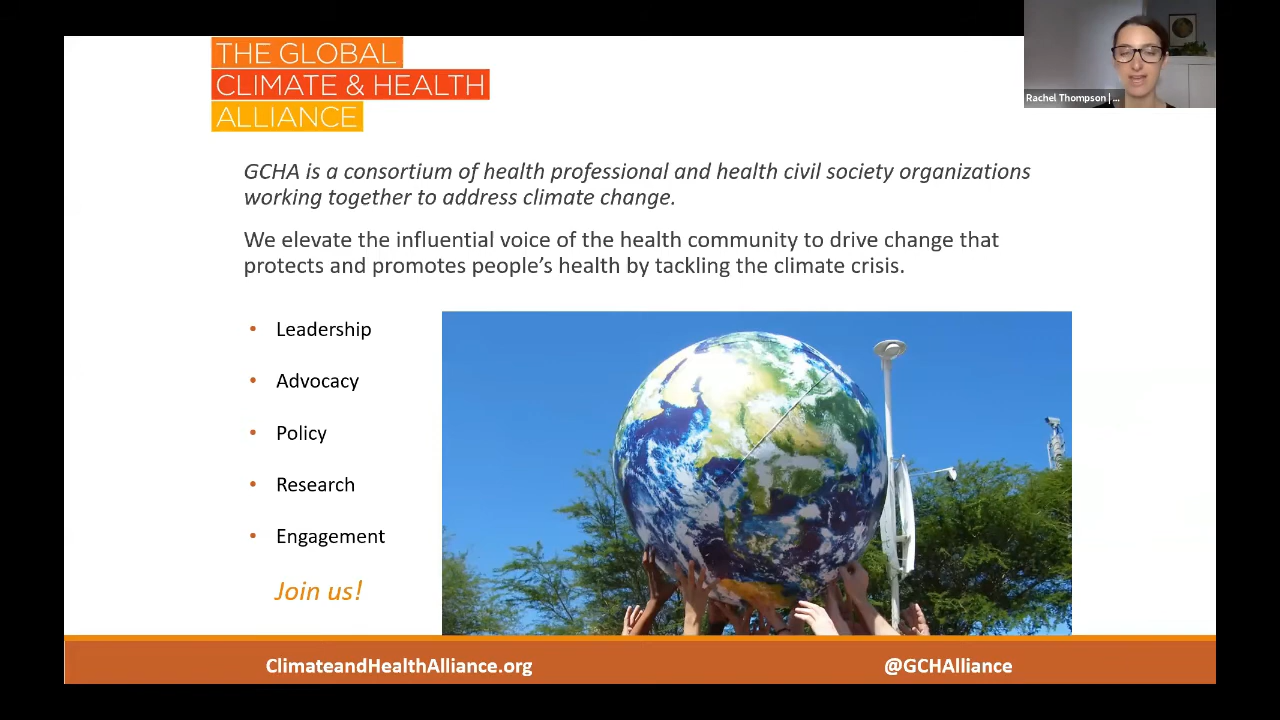 THE GLOBAL
CLIMATE & HEALTH
ALLIANCE
Rachel Thompson | ...
GCHA is a consortium of health professional and health civil society organizations
working together to address climate change.
We elevate the influential voice of the health community to drive change that
protects and promotes people's health by tackling the climate crisis.
• Leadership
• Advocacy
• Policy
• Research
• Engagement
Join us!
ClimateandHealthAlliance.org
@GCHAlliance